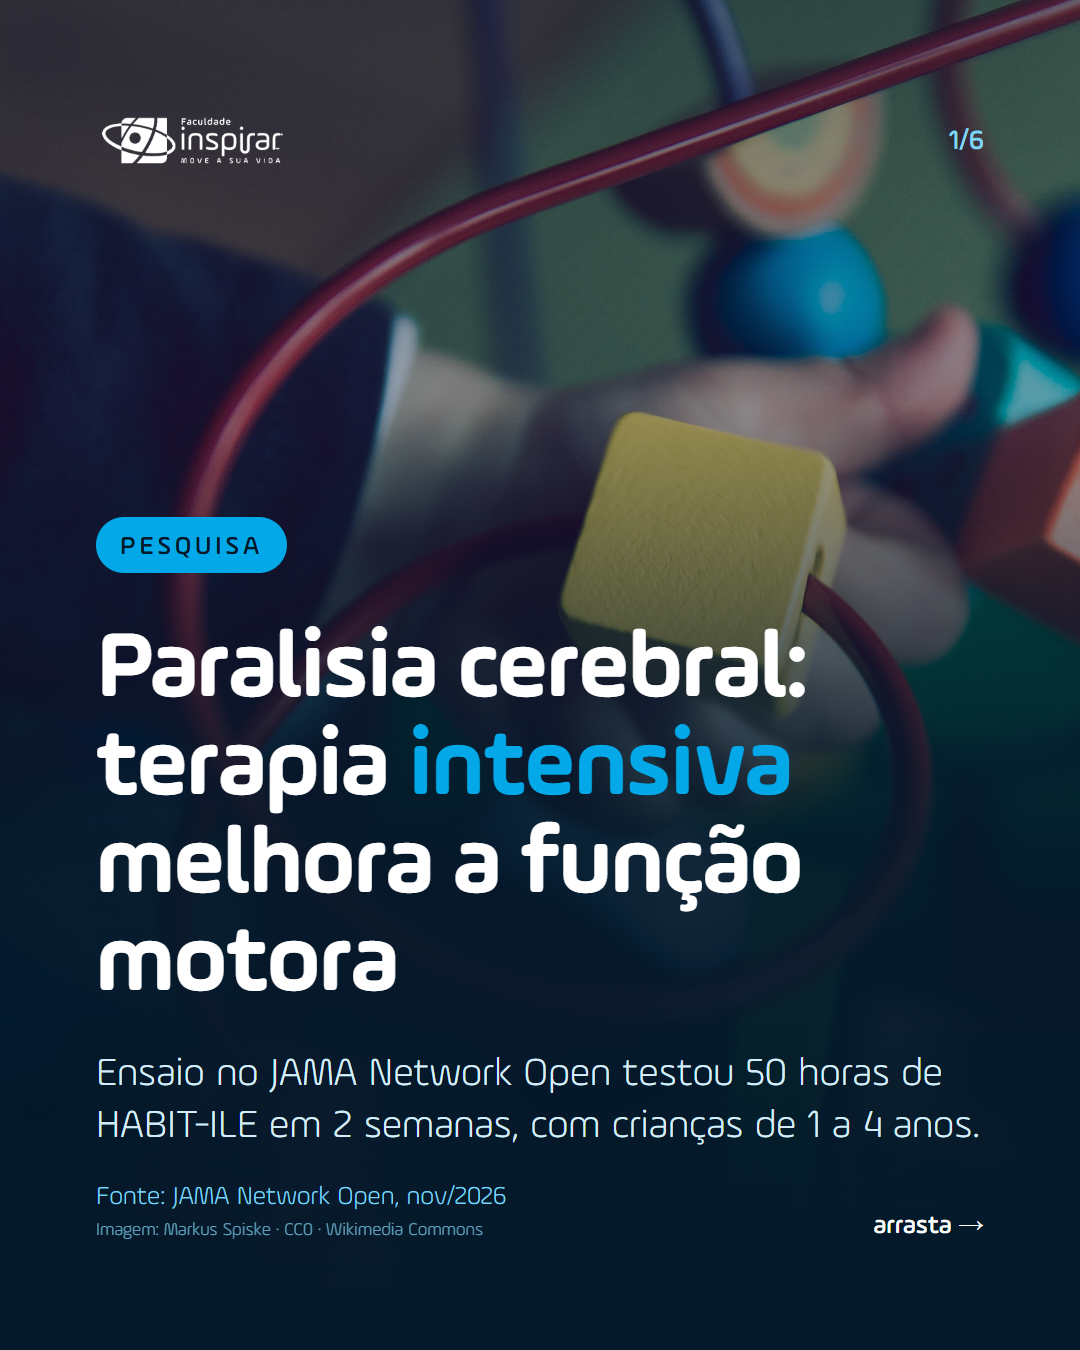 Faculdade
inspirar
MOVE A SUA VIDA
1/6
PESQUISA
Paralisia cerebral:
terapia intensiva
melhora a função
motora
Ensaio no JAMA Network Open testou 50 horas de
HABIT-ILE em 2 semanas, com crianças de 1 a 4 anos.
Fonte: JAMA Network Open, nov/2026
Imagem: Markus Spiske · CC0 · Wikimedia Commons
arrasta →